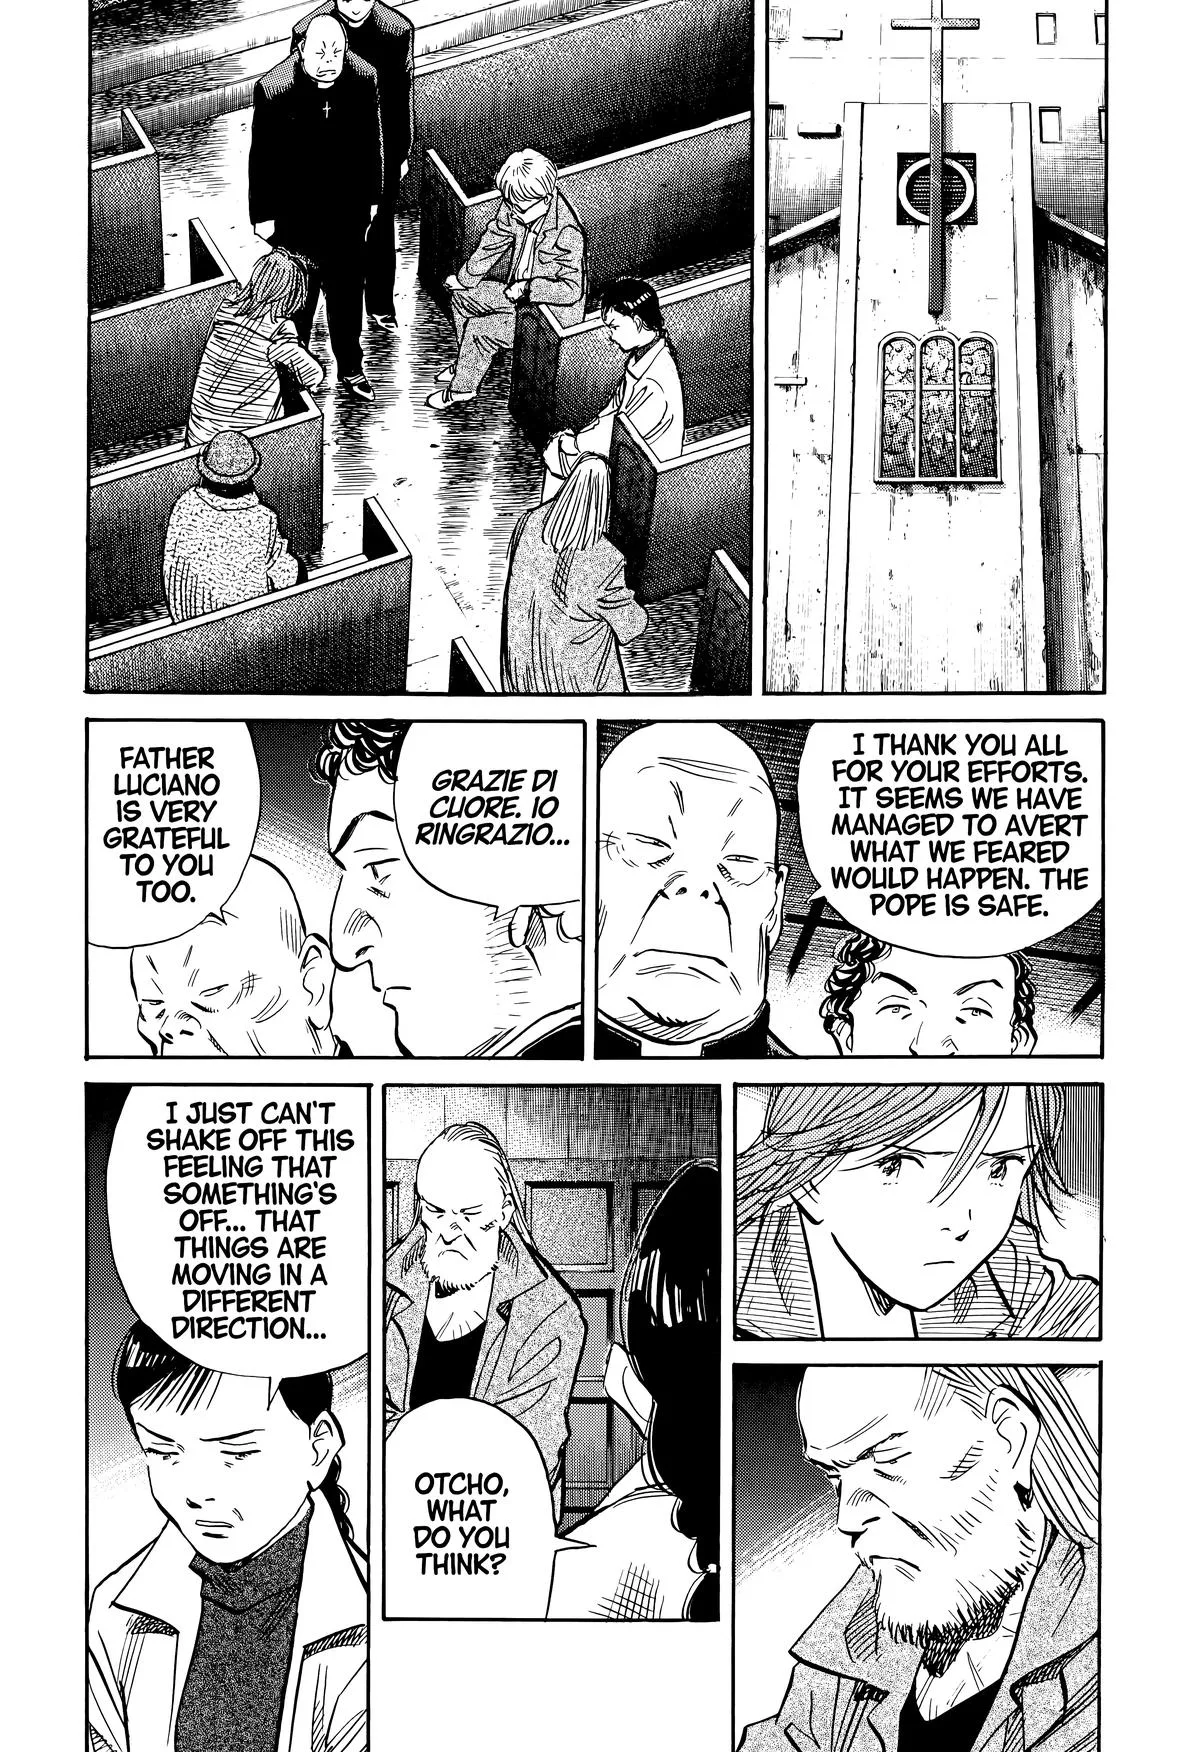 I THANK YOU ALL
FOR YOUR EFFORTS.
IT SEEMS WE HAVE
MANAGED TO AVERT
WHAT WE FEARED
WOULD HAPPEN. THE
POPE IS SAFE.
GRAZIE DI
CUORE. IO
RINGRAZIO...
FATHER
LUCIANO
IS VERY
GRATEFUL
TO YOU
TOO.
OTCHO,
WHAT
DO YOU
THINK?
I JUST CAN'T
SHAKE OFF THIS
FEELING THAT
SOMETHING'S
OFF... THAT
THINGS ARE
MOVING IN A
DIFFERENT
DIRECTION...